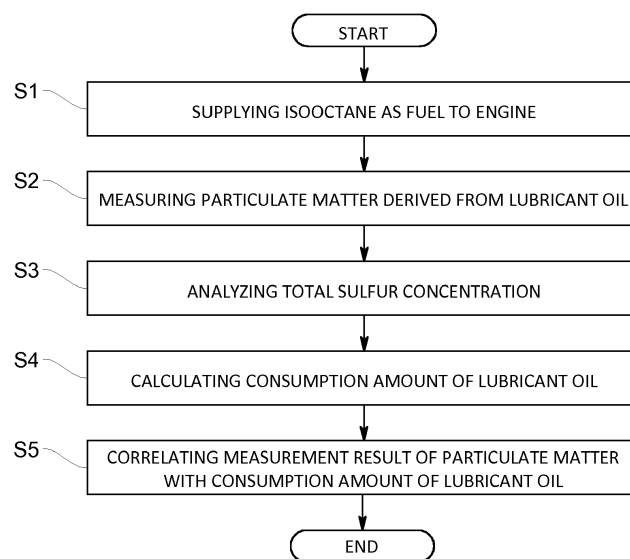 START
S1
SUPPLYING ISOOCTANE AS FUEL TO ENGINE
S2
MEASURING PARTICULATE MATTER DERIVED FROM LUBRICANT OIL
S3
ANALYZING TOTAL SULFUR CONCENTRATION
S4
CALCULATING CONSUMPTION AMOUNT OF LUBRICANT OIL
S5
CORRELATING MEASUREMENT RESULT OF PARTICULATE MATTER
WITH CONSUMPTION AMOUNT OF LUBRICANT OIL
END